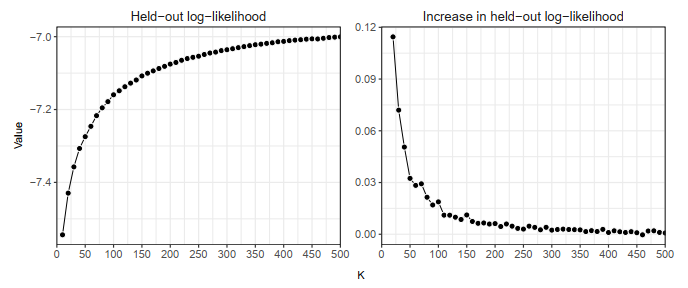 Held−out log−likelihood
Increase in held−out log−likelihood
Value
−7.0
−7.2
−7.4
0 50 100 150 200 250 300 350 400 450 500
0.12
0.09
0.06
0.03
0.00
0 50 100 150 200 250 300 350 400 450 500
K